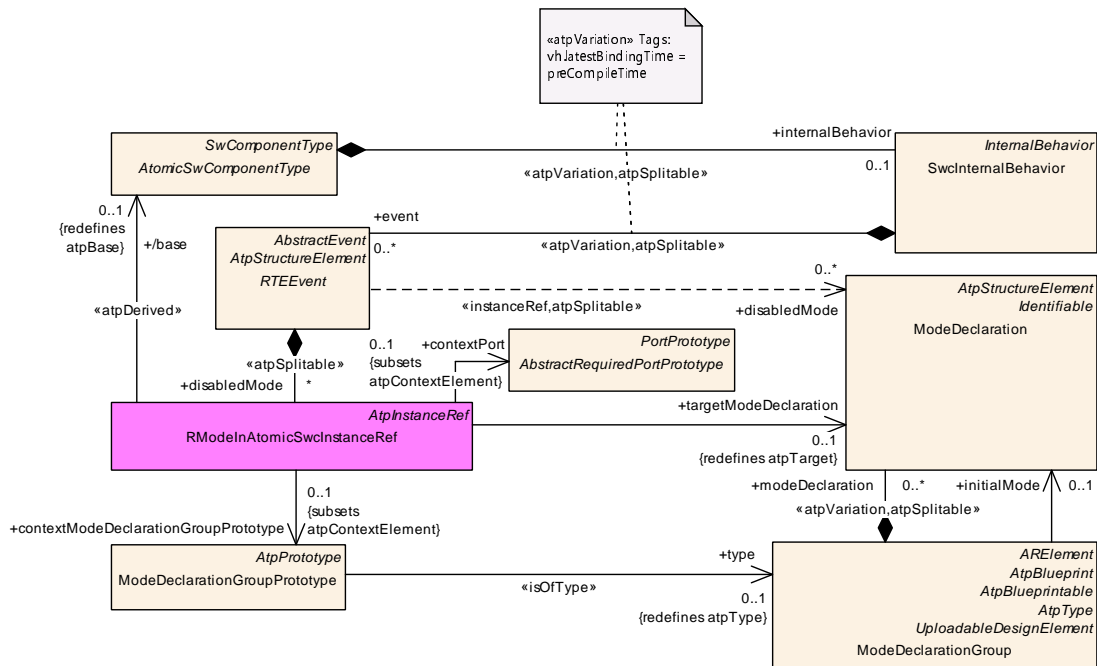 «atpVariation» Tags:
vh.latestBindingTime =
preCompileTime
SwComponentType
AtomicSwComponentType
+internalBehavior
0..1
«atpVariation,atpSplitable»
InternalBehavior
SwcInternalBehavior
0..1
{redefines
atpBase}
+/base
«atpDerived»
+event
0..*
«atpVariation,atpSplitable»
AbstractEvent
AtpStructureElement
RTEEvent
«instanceRef,atpSplitable»
0..*
+disabledMode
AtpStructureElement
Identifiable
ModeDeclaration
«atpSplitable»
+disabledMode
*
0..1
{subsets
atpContextElement}
+contextPort
PortPrototype
AbstractRequiredPortPrototype
AtpInstanceRef
RModeInAtomicSwcInstanceRef
+targetModeDeclaration
0..1
{redefines atpTarget}
+modeDeclaration
0..*
«atpVariation,atpSplitable»
+initialMode
0..1
0..1
{subsets
atpContextElement}
+contextModeDeclarationGroupPrototype
AtpPrototype
ModeDeclarationGroupPrototype
+type
«isOfType»
0..1
{redefines atpType}
ARElement
AtpBlueprint
AtpBlueprintable
AtpType
UploadableDesignElement
ModeDeclarationGroup